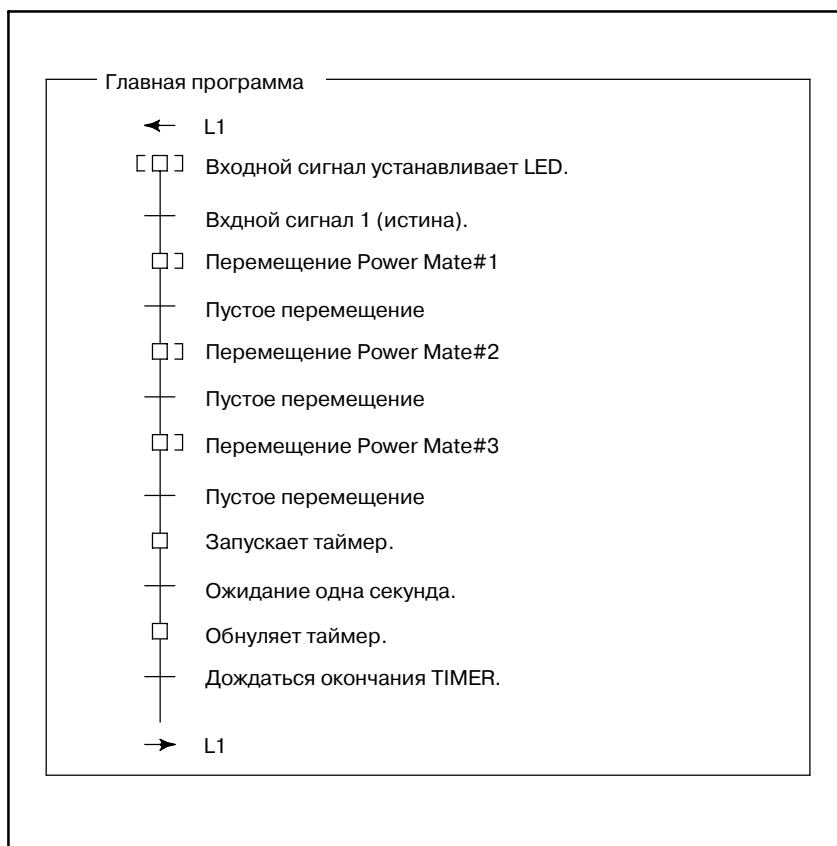 Главная программа
L1
Входной сигнал устанавливает LED.
Вхдной сигнал 1 (истина).
Перемещение Power Mate#1
Пустое перемещение
Перемещение Power Mate#2
Пустое перемещение
Перемещение Power Mate#3
Пустое перемещение
Запускает таймер.
Ожидание одна секунда.
Обнуляет таймер.
Дождаться окончания TIMER.
L1